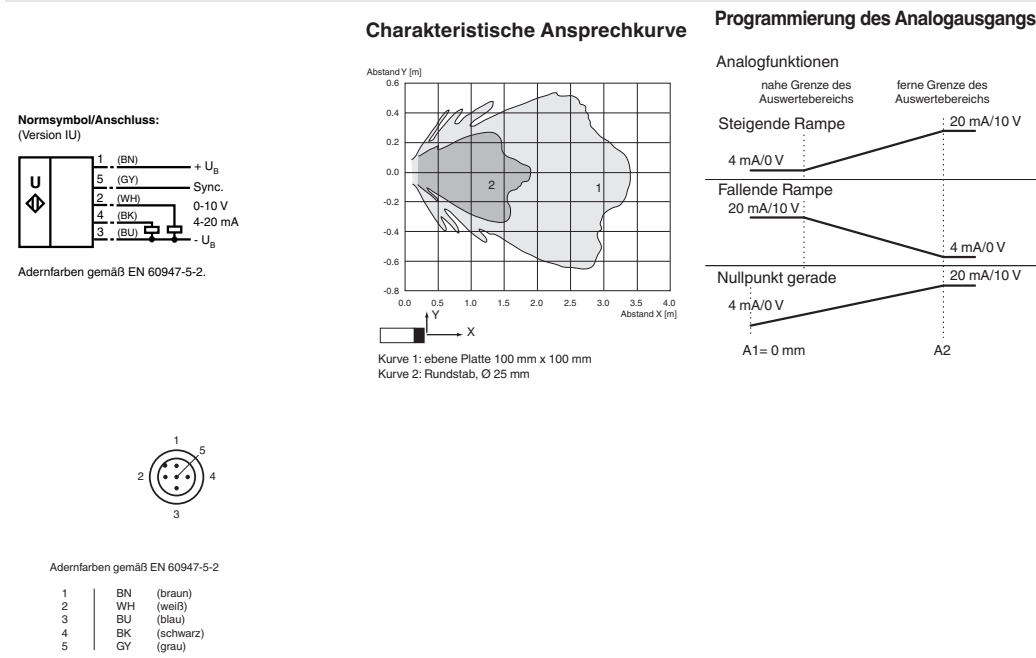 Normsymbol/Anschluss:
(Version IU)
U
1 (BN)
+ UB
5 (GY)
Sync.
2 (WH)
0-10 V
4 (BK)
4-20 mA
3 (BU)
- UB
Adernfarben gemäß EN 60947-5-2.
1
5
2
4
3
Adernfarben gemäß EN 60947-5-2
1 BN (braun)
2 WH (weiß)
3 BU (blau)
4 BK (schwarz)
5 GY (grau)
Charakteristische Ansprechkurve
Abstand Y [m]
0.6
0.4
0.2
0.0
-0.2
-0.4
-0.6
-0.8
2
1
0.0 0.5 1.0 1.5 2.0 2.5 3.0 3.5 4.0
Abstand X [m]
Y
X
Kurve 1: ebene Platte 100 mm x 100 mm
Kurve 2: Rundstab, Ø 25 mm
Programmierung des Analogausgangs
Analogfunktionen
nahe Grenze des
Auswertebereichs
ferne Grenze des
Auswertebereichs
Steigende Rampe
20 mA/10 V
4 mA/0 V
Fallende Rampe
20 mA/10 V
4 mA/0 V
Nullpunkt gerade
20 mA/10 V
4 mA/0 V
A1= 0 mm
A2